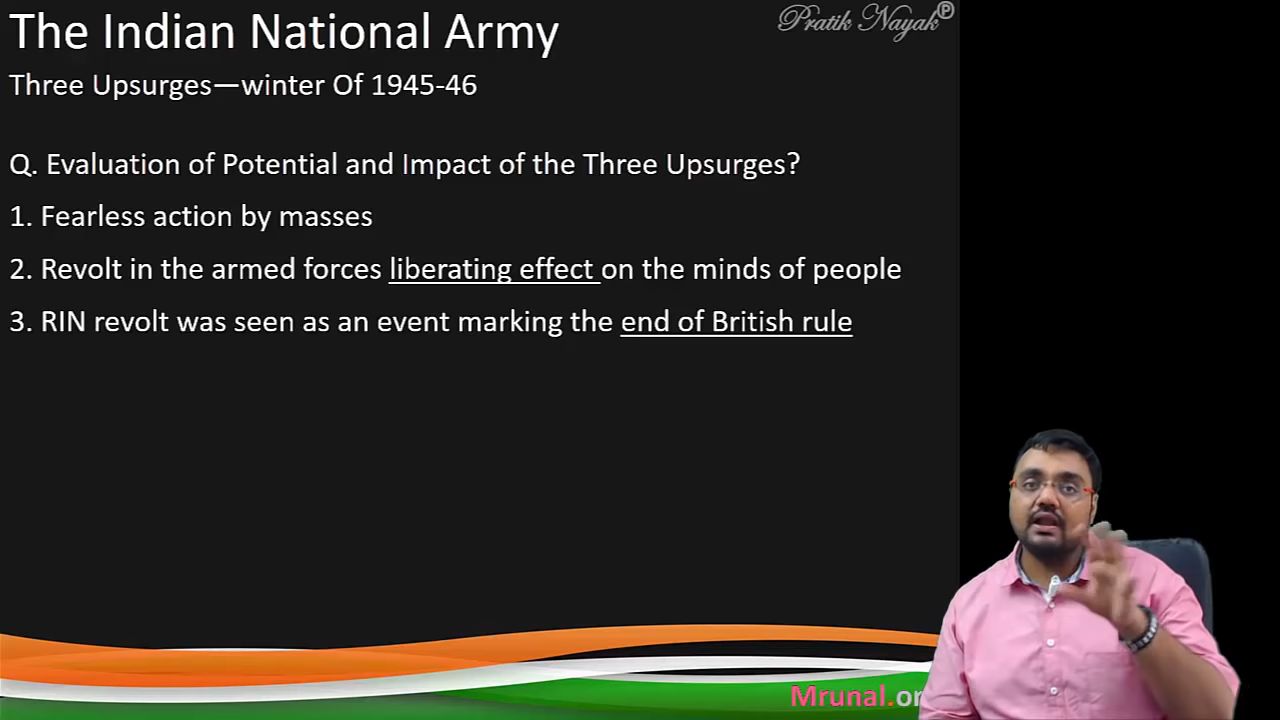 The Indian National Army
Pratik Nayak ℗
Three Upsurges—winter Of 1945-46
Q. Evaluation of Potential and Impact of the Three Upsurges?
1. Fearless action by masses
2. Revolt in the armed forces liberating effect on the minds of people
3. RIN revolt was seen as an event marking the end of British rule
Mrunal.or